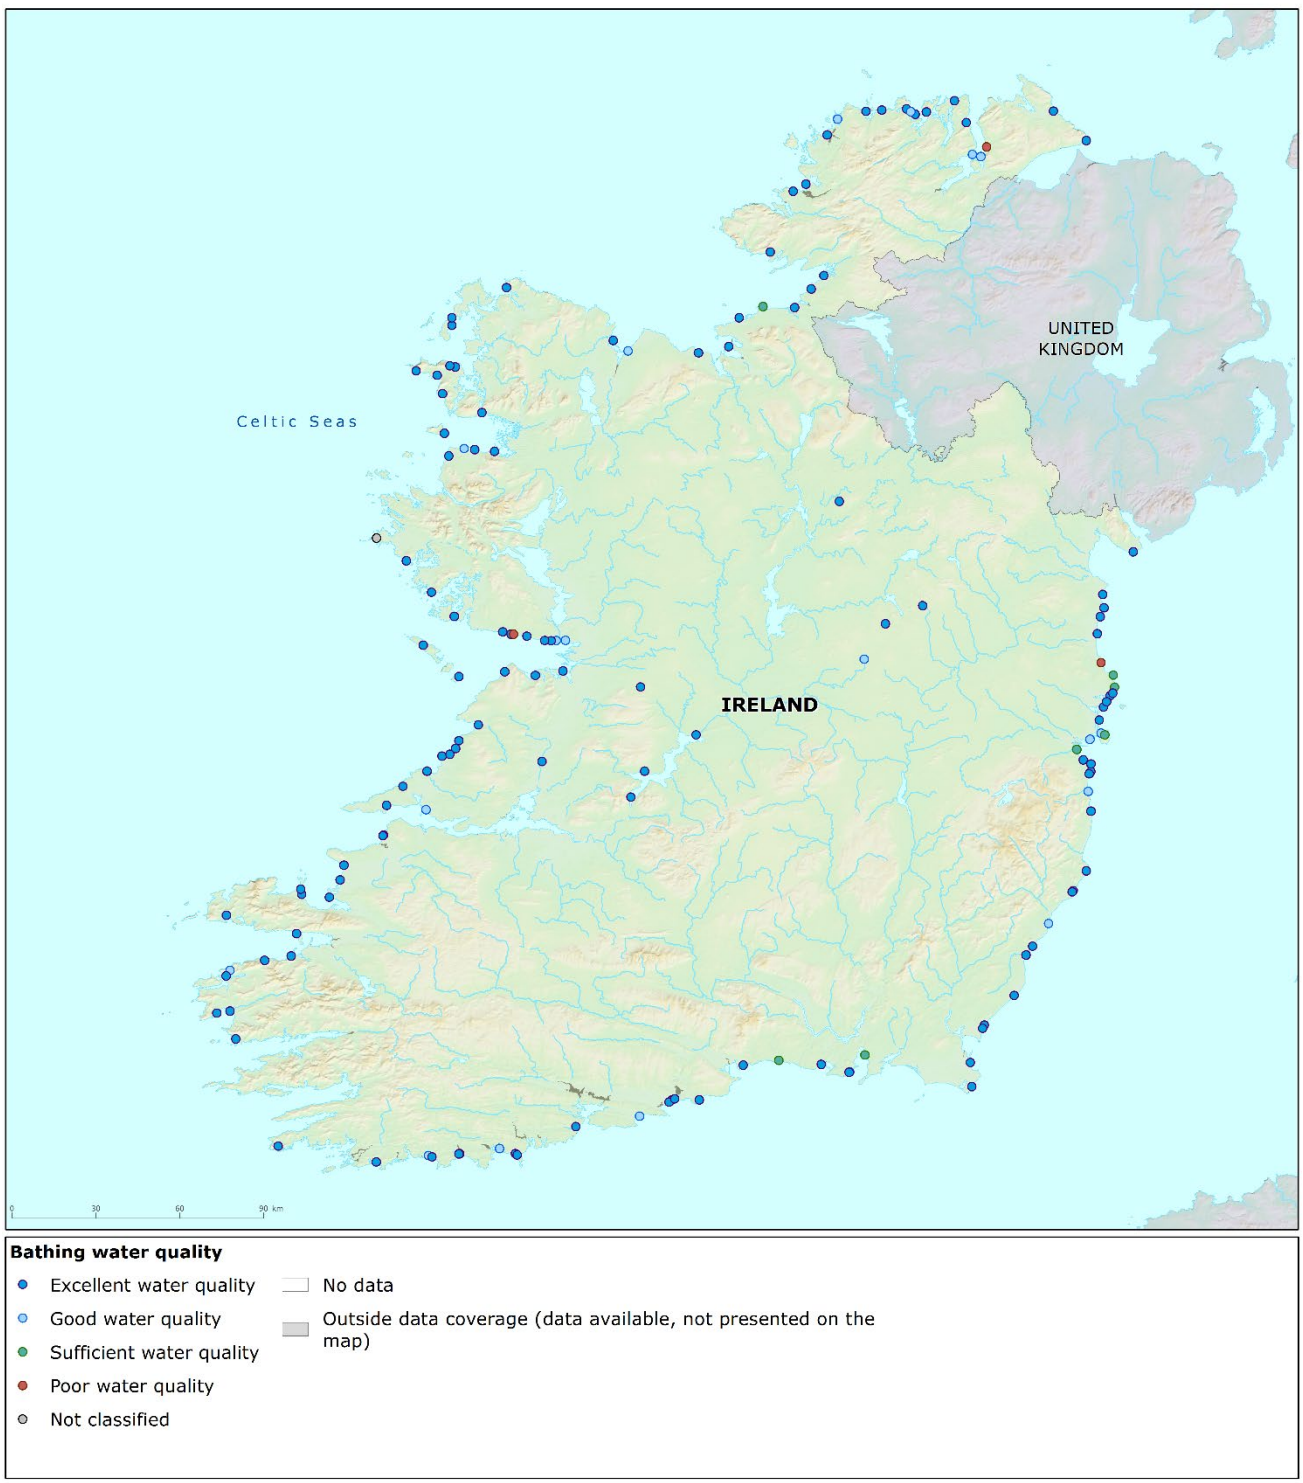 UNITED
KINGDOM
Celtic Seas
IRELAND
0 30 60 90 km
Bathing water quality
Excellent water quality
Good water quality
Sufficient water quality
Poor water quality
Not classified
No data
Outside data coverage (data available, not presented on the
map)